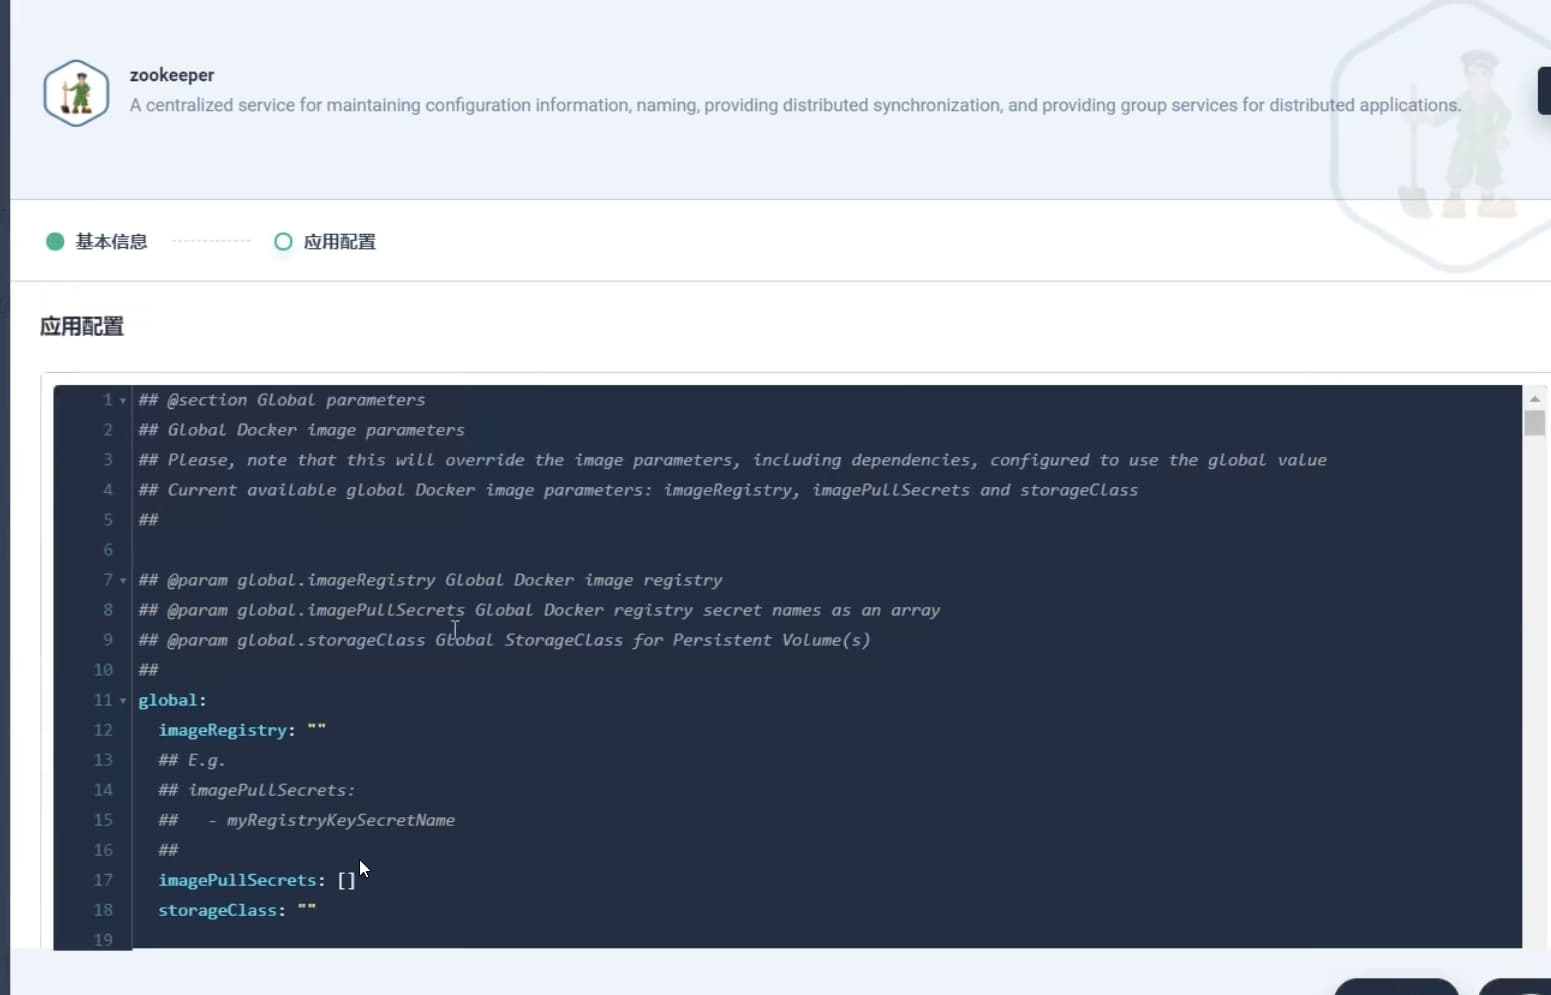 zookeeper
A centralized service for maintaining configuration information, naming, providing distributed synchronization, and providing group services for distributed applications.
基本信息 应用配置
应用配置
1 ## @section Global parameters
2 ## Global Docker image parameters
3 ## Please, note that this will override the image parameters, including dependencies, configured to use the global value
4 ## Current available global Docker image parameters: imageRegistry, imagePullSecrets and storageClass
5 ##
6
7 ## @param global.imageRegistry Global Docker image registry
8 ## @param global.imagePullSecrets Global Docker registry secret names as an array
9 ## @param global.storageClass Global StorageClass for Persistent Volume(s)
10 ##
11 global:
12   imageRegistry: ""
13   ## E.g.
14   ## imagePullSecrets:
15   ##   - myRegistryKeySecretName
16   ##
17   imagePullSecrets: []
18   storageClass: ""
19